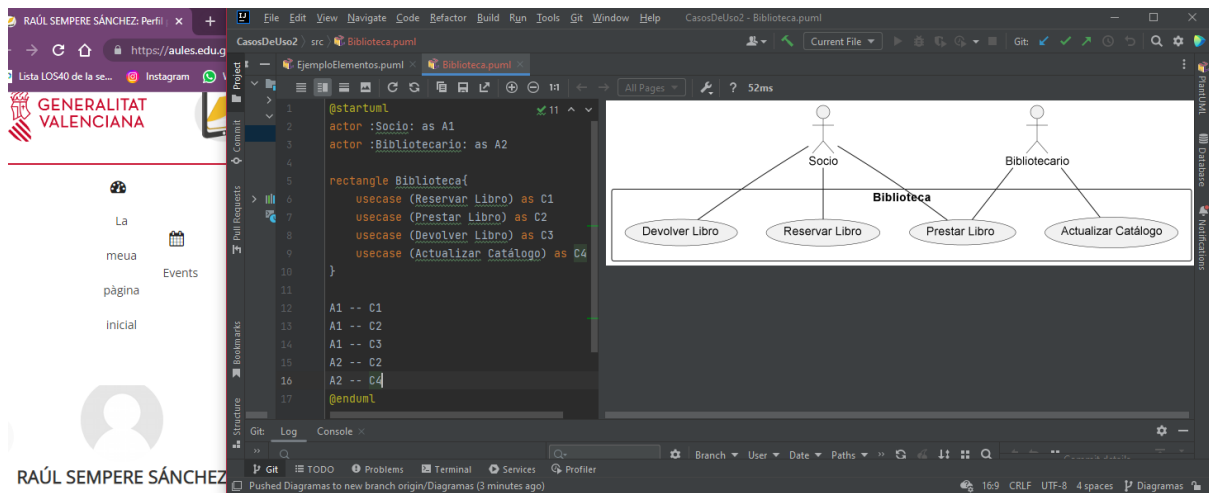 RAÚL SEMPERE SÁNCHEZ: Perfil
https://aules.edu.g
Lista LOS40 de la se...
Instagram
GENERALITAT
VALENCIANA
La
meua
pàgina
inicial
Events
RAÚL SEMPERE SÁNCHEZ
File Edit View Navigate Code Refactor Build Run Tools Git Window Help
CasosDeUso2 - Biblioteca.puml
CasosDeUso2 src Biblioteca.puml
Current File
Git:
EjemploElementos.puml
Biblioteca.puml
1:1
All Pages
? 52ms
Project
Commit
Pull Requests
Bookmarks
Structure
11
1 @startuml
2 actor :Socio: as A1
3 actor :Bibliotecario: as A2
4
5 rectangle Biblioteca{
6 usecase (Reservar Libro) as C1
7 usecase (Prestar Libro) as C2
8 usecase (Devolver Libro) as C3
9 usecase (Actualizar Catálogo) as C4
10 }
11
12 A1 -- C1
13 A1 -- C2
14 A1 -- C3
15 A2 -- C2
16 A2 -- C4
17 @enduml
Socio
Bibliotecario
Biblioteca
Devolver Libro
Reservar Libro
Prestar Libro
Actualizar Catálogo
PlantUML
Database
Notifications
Git: Log Console
Branch User Date Paths
Commit details
Git TODO Problems Terminal Services Profiler
Pushed Diagramas to new branch origin/Diagramas (3 minutes ago)
16:9 CRLF UTF-8 4 spaces Diagramas